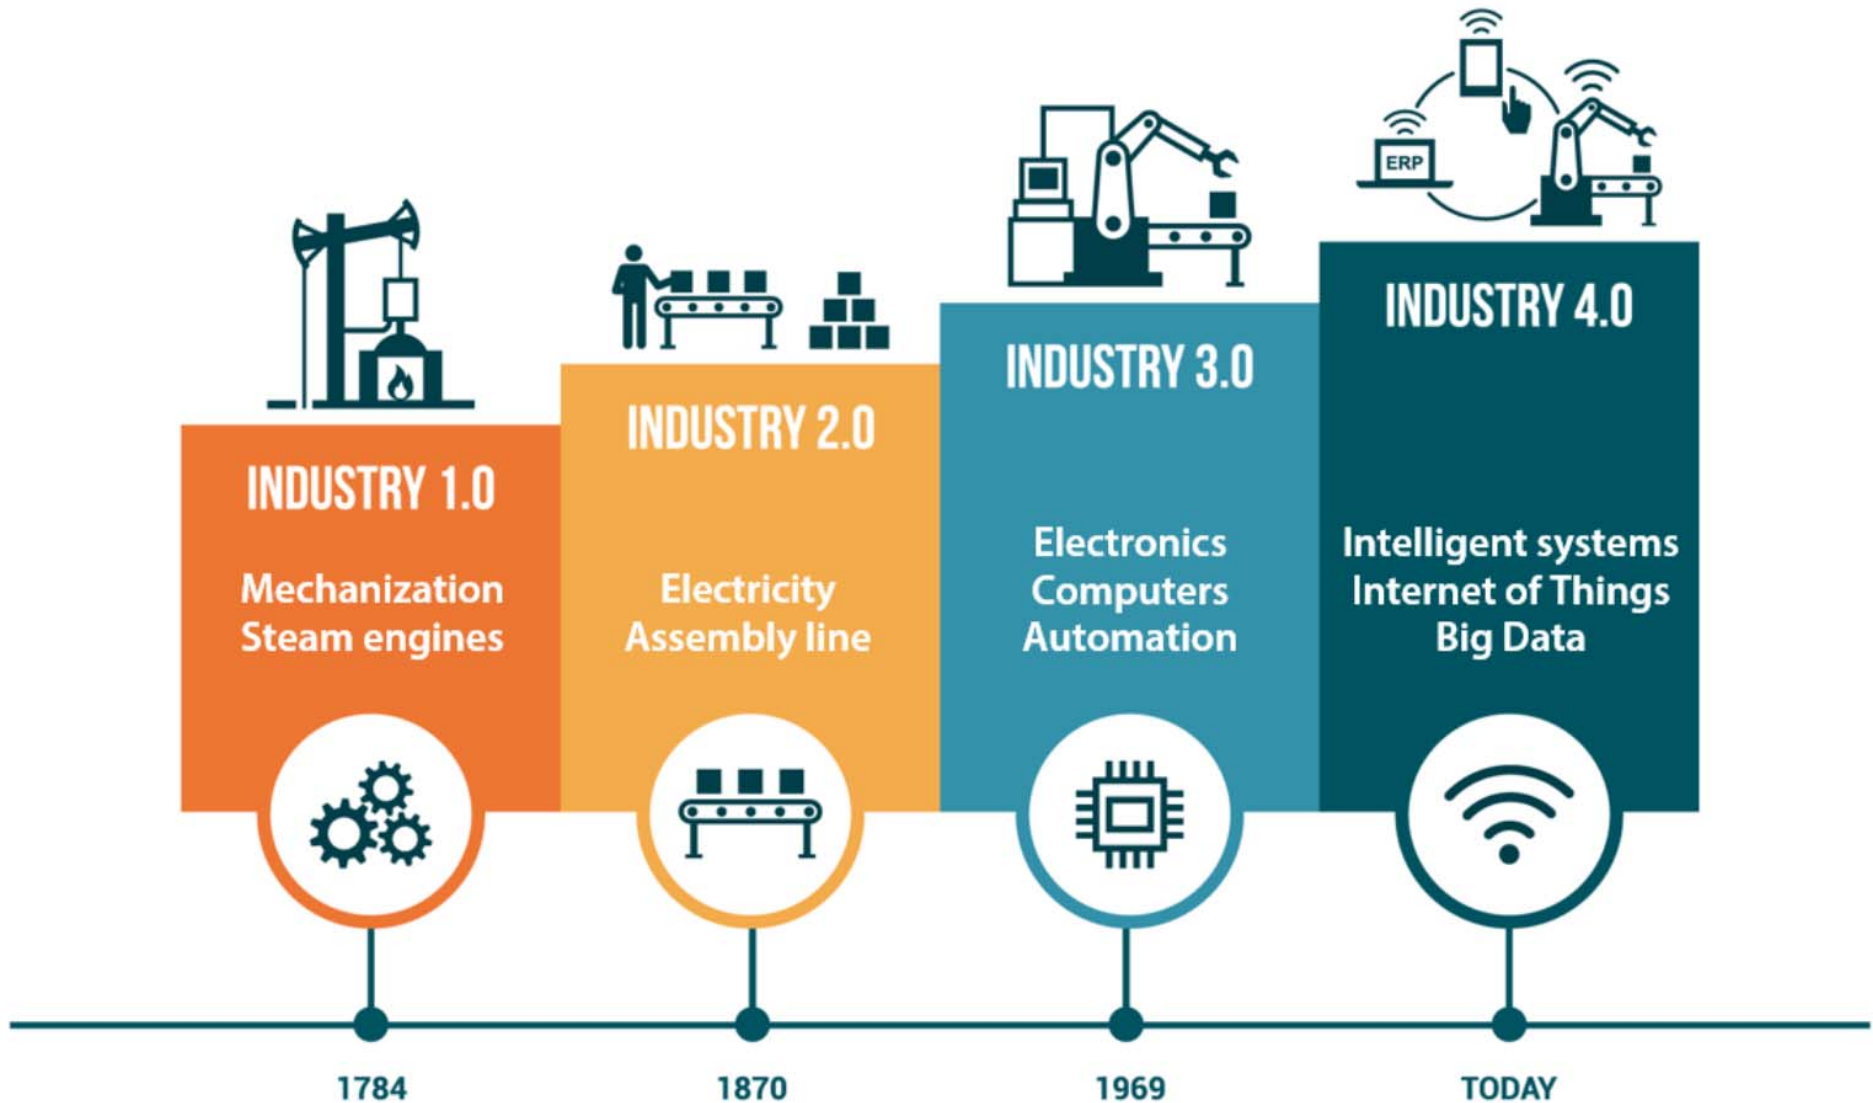 ERP
INDUSTRY 1.0
Mechanization
Steam engines
INDUSTRY 2.0
Electricity
Assembly line
INDUSTRY 3.0
Electronics
Computers
Automation
INDUSTRY 4.0
Intelligent systems
Internet of Things
Big Data
1784
1870
1969
TODAY